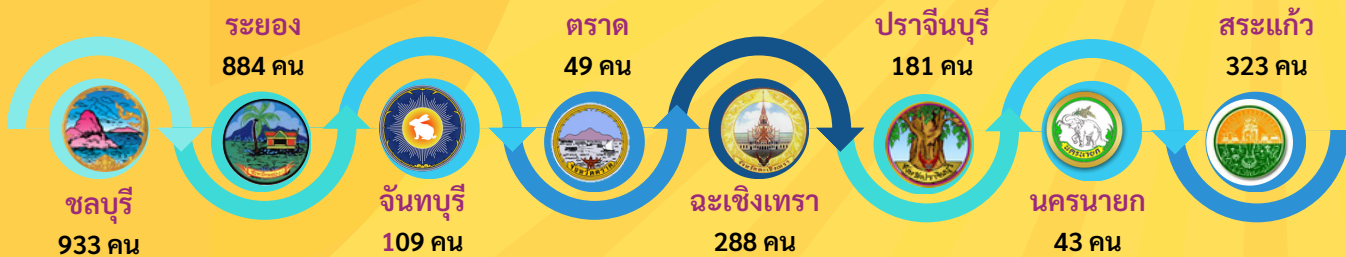 ชลบุรี
933 คน
ระยอง
884 คน
จันทบุรี
109 คน
ตราด
49 คน
ฉะเชิงเทรา
288 คน
ปราจีนบุรี
181 คน
นครนายก
43 คน
สระแก้ว
323 คน